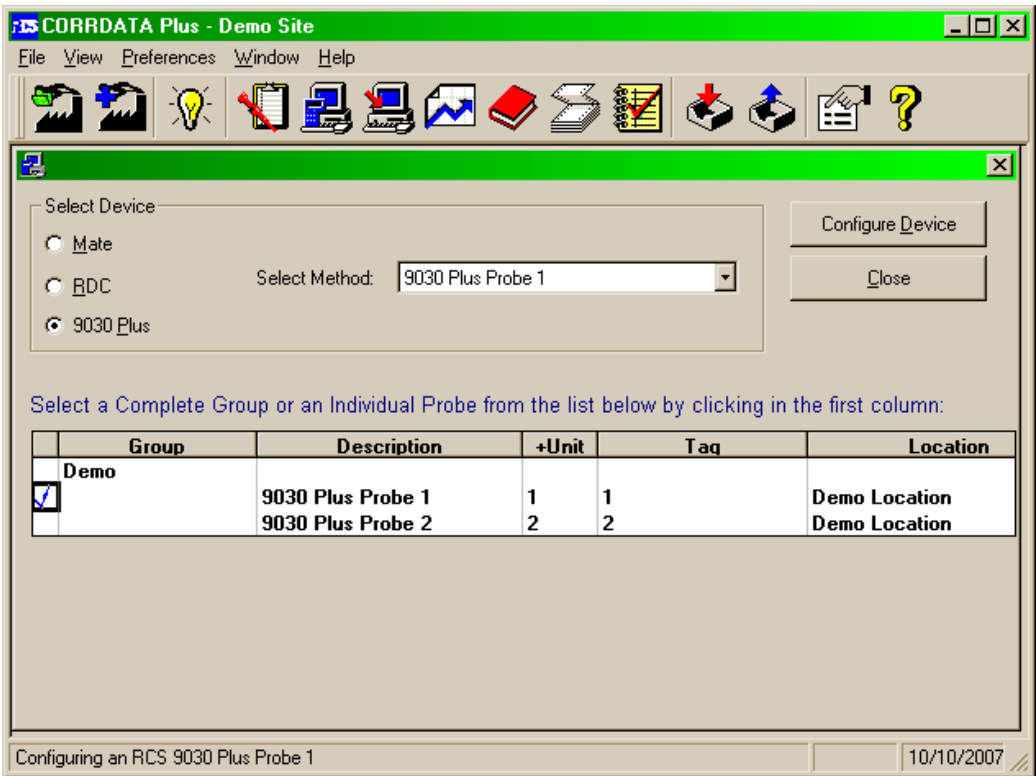 CORRDATA Plus - Demo Site
File View Preferences Window Help
Select Device
Mate
RDC
9030 Plus
Select Method: 9030 Plus Probe 1
Configure Device
Close
Select a Complete Group or an Individual Probe from the list below by clicking in the first column:
Group Description +Unit Tag Location
Demo
9030 Plus Probe 1 1 1 Demo Location
9030 Plus Probe 2 2 2 Demo Location
Configuring an RCS 9030 Plus Probe 1 10/10/2007